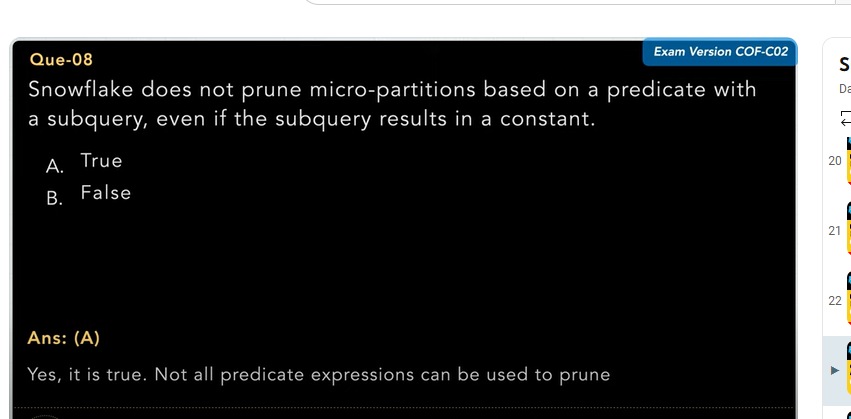 Exam Version COF-C02
Que-08
Snowflake does not prune micro-partitions based on a predicate with
a subquery, even if the subquery results in a constant.
A. True
B. False
Ans: (A)
Yes, it is true. Not all predicate expressions can be used to prune
S
Da
20
21
22